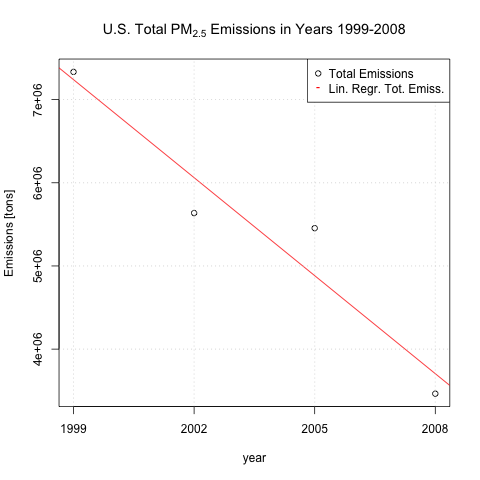 U.S. Total PM2.5 Emissions in Years 1999-2008
Total Emissions
Lin. Regr. Tot. Emiss.
Emissions [tons]
7e+06
6e+06
5e+06
4e+06
1999 2002 2005 2008
year